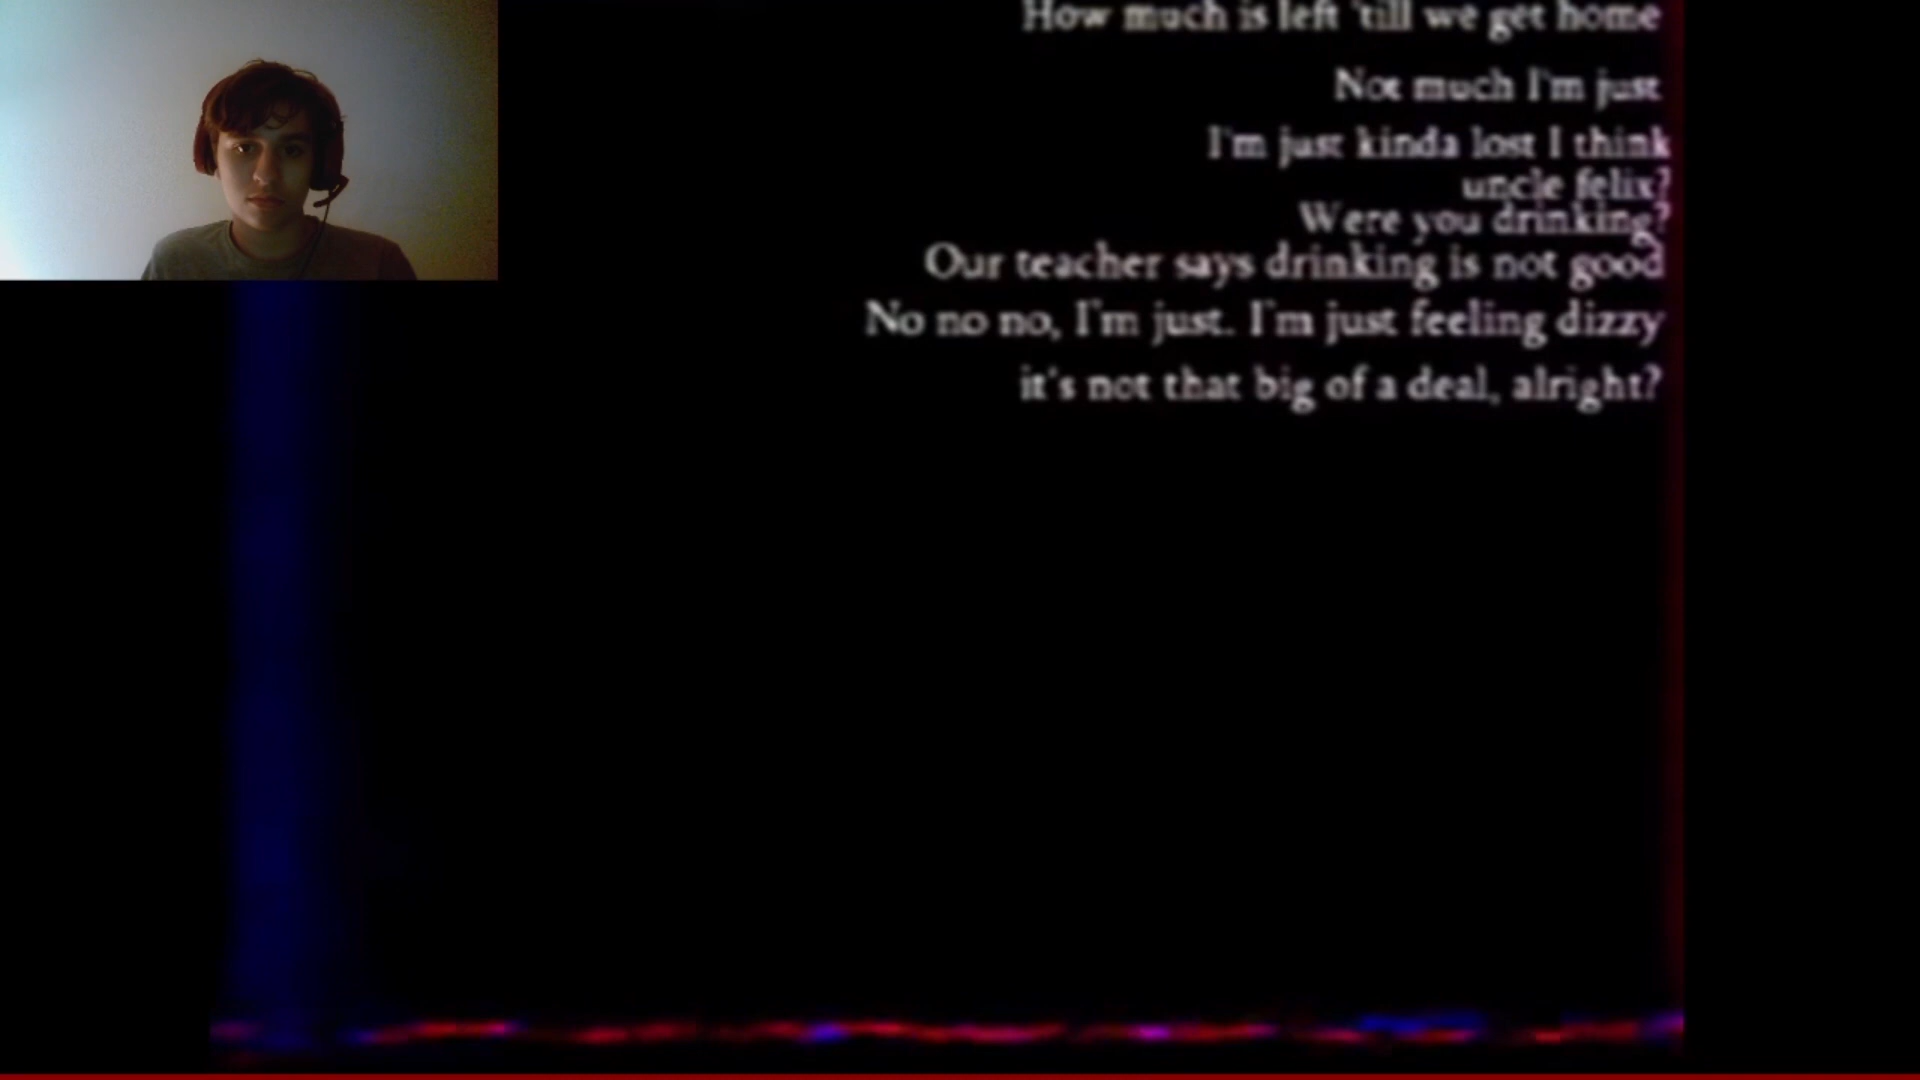 How much is left 'till we get home
Not much I'm just
I'm just kinda lost I think
uncle felix?
Were you drinking?
Our teacher says drinking is not good
No no no, I'm just. I'm just feeling dizzy
it's not that big of a deal, alright?